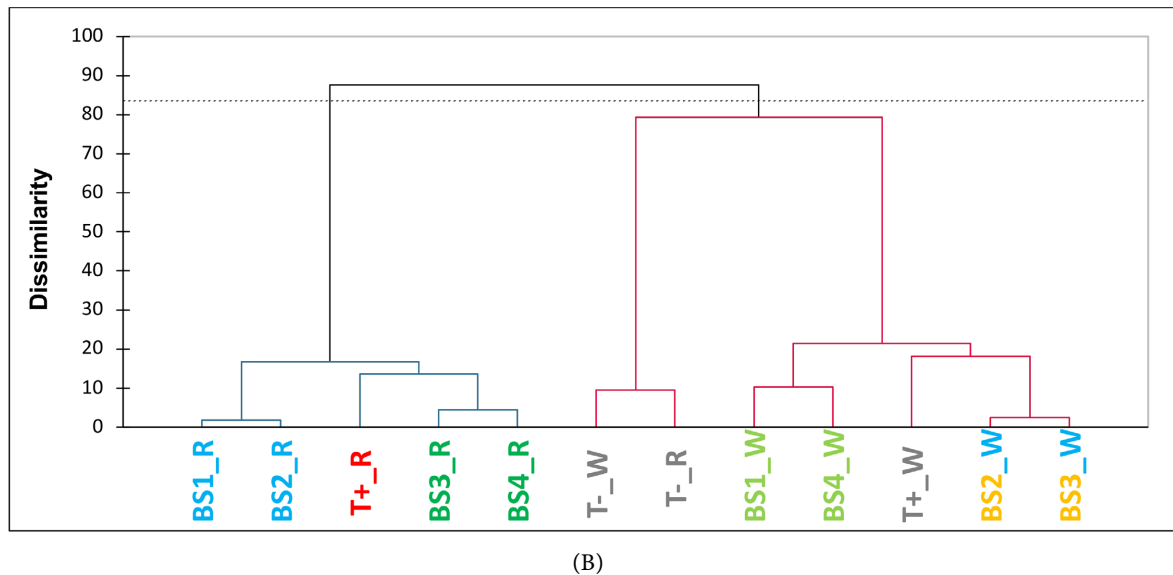 100
90
80
70
60
50
40
30
20
10
0
Dissimilarity
BS1_R
BS2_R
T+_R
BS3_R
BS4_R
T-_W
T-_R
BS1_W
BS4_W
T+_W
BS2_W
BS3_W
(B)